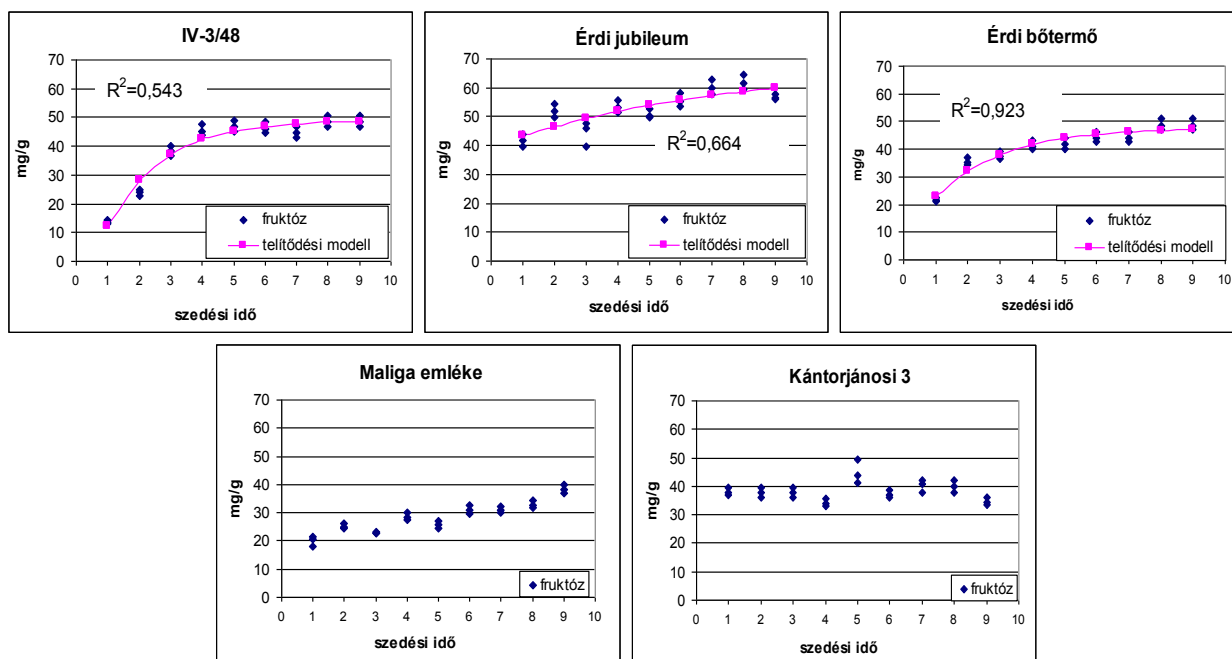 IV-3/48
70
60
50
40
30
20
10
0
mg/g
R²=0,543
fruktóz
telítődési modell
0 1 2 3 4 5 6 7 8 9 10
szedési idő
Érdi jubileum
70
60
50
40
30
20
10
0
mg/g
R²=0,664
fruktóz
telítődési modell
0 1 2 3 4 5 6 7 8 9 10
szedési idő
Érdi bőtermő
70
60
50
40
30
20
10
0
mg/g
R²=0,923
fruktóz
telítődési modell
0 1 2 3 4 5 6 7 8 9 10
szedési idő
Maliga emléke
70
60
50
40
30
20
10
0
mg/g
fruktóz
0 1 2 3 4 5 6 7 8 9 10
szedési idő
Kántorjánosi 3
70
60
50
40
30
20
10
0
mg/g
fruktóz
0 1 2 3 4 5 6 7 8 9 10
szedési idő